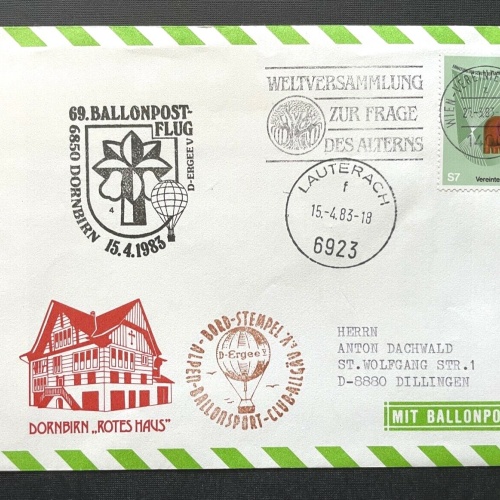 69. BALLONPOST-
FLUG
6850 DORNBIRN
D-ERGEE V
4
15.4.1983
WELTVERSAMMLUNG
ZUR FRAGE
DES ALTERNS
LAUTERACH
f
15.-4.83-18
6923
S7
Vereinte
DORNBIRN „ROTES HAUS”
BORD-STEMPEL
D-Ergee V
ALPEN-BALLONSPORT-CLUB-ALLGÄU
HERRN
ANTON DACHWALD
ST.WOLFGANG STR.1
D-8880 DILLINGEN
MIT BALLONPO